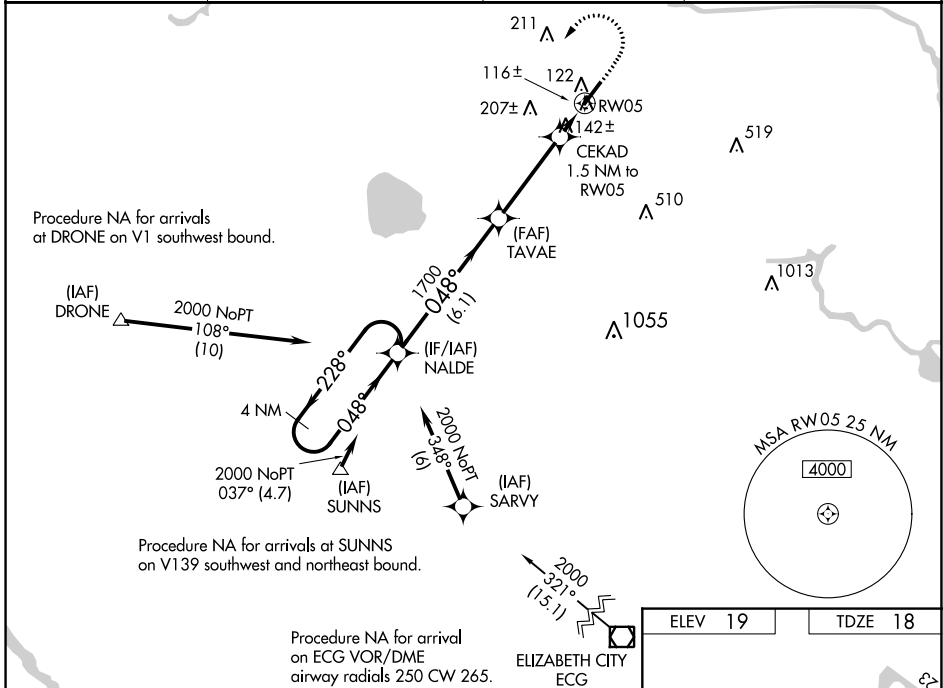 211
116±
122
207±
RW05
142±
519
CEKAD
1.5 NM to
RW05
510
Procedure NA for arrivals
at DRONE on V1 southwest bound.
(FAF)
TAVAE
1013
1700
048°
(6.1)
(IAF)
DRONE
2000 NoPT
108°
(10)
1055
(IF/IAF)
NALDE
228°
048°
4 NM
MSA RW05 25 NM
4000
2000 NoPT
037° (4.7)
(IAF)
SUNNS
2000 NoPT
348°
(6)
(IAF)
SARVY
Procedure NA for arrivals at SUNNS
on V139 southwest and northeast bound.
2000
321°
(15.1)
ELEV 19
TDZE 18
Procedure NA for arrival
on ECG VOR/DME
airway radials 250 CW 265.
ELIZABETH CITY
ECG
23